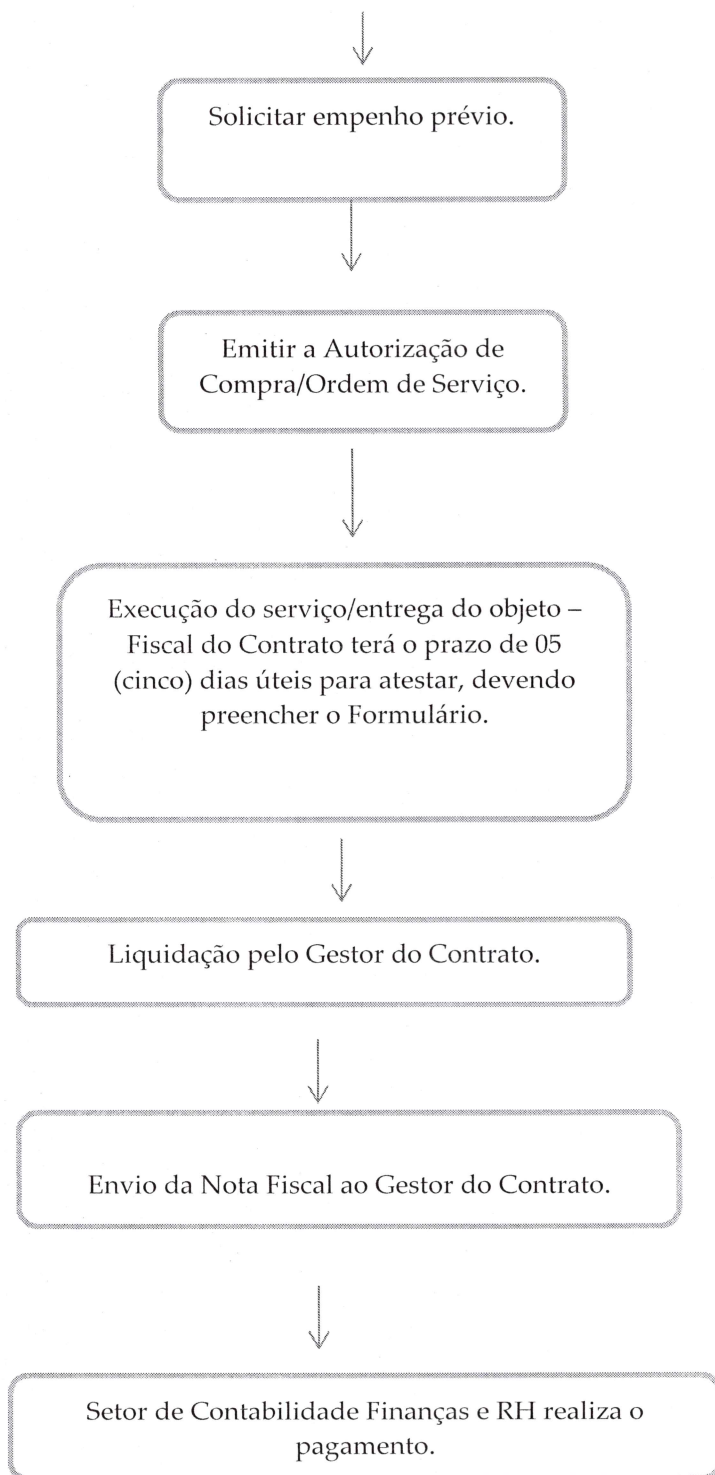 Solicitar empenho prévio.
Emitir a Autorização de
Compra/Ordem de Serviço.
Execução do serviço/entrega do objeto –
Fiscal do Contrato terá o prazo de 05
(cinco) dias úteis para atestar, devendo
preencher o Formulário.
Liquidação pelo Gestor do Contrato.
Envio da Nota Fiscal ao Gestor do Contrato.
Setor de Contabilidade Finanças e RH realiza o
pagamento.